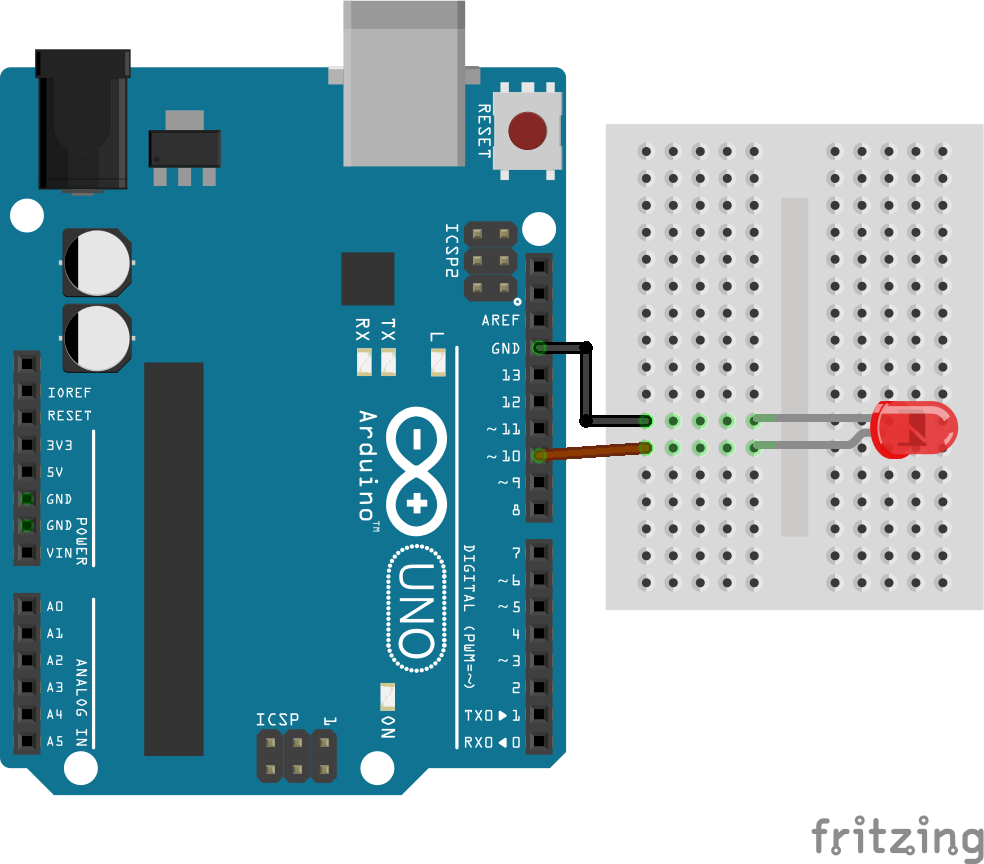 RESET
ICSP2
AREF
GND
13
12
~11
~10
~9
8
RX
TX
L
IOREF
RESET
3V3
5V
GND
GND
VIN
POWER
Arduino™
UNO
7
~6
~5
4
~3
2
TX0▶1
RX0◀0
DIGITAL (PWM=~)
A0
A1
A2
A3
A4
A5
ANALOG IN
ICSP
1
ON
fritzing